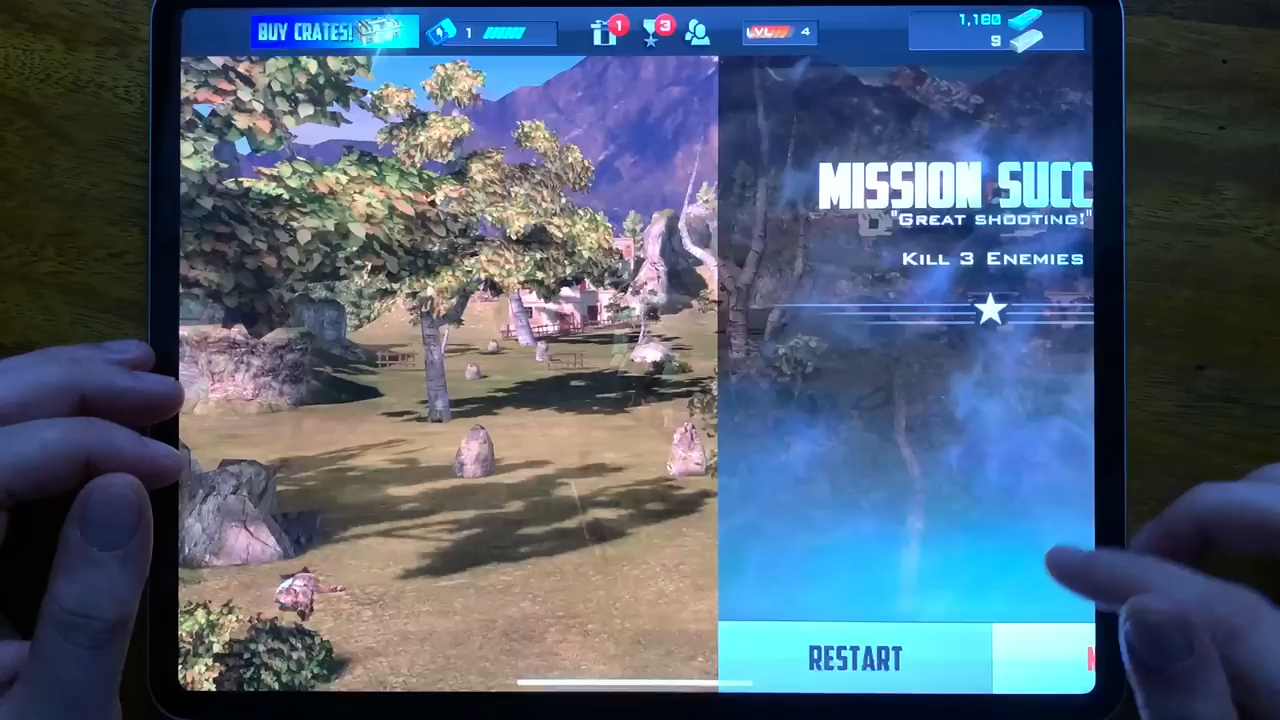 BUY CRATES!
1
1
3
LVL
4
1,180
9
MISSION SUCC
"GREAT SHOOTING!"
KILL 3 ENEMIES
RESTART